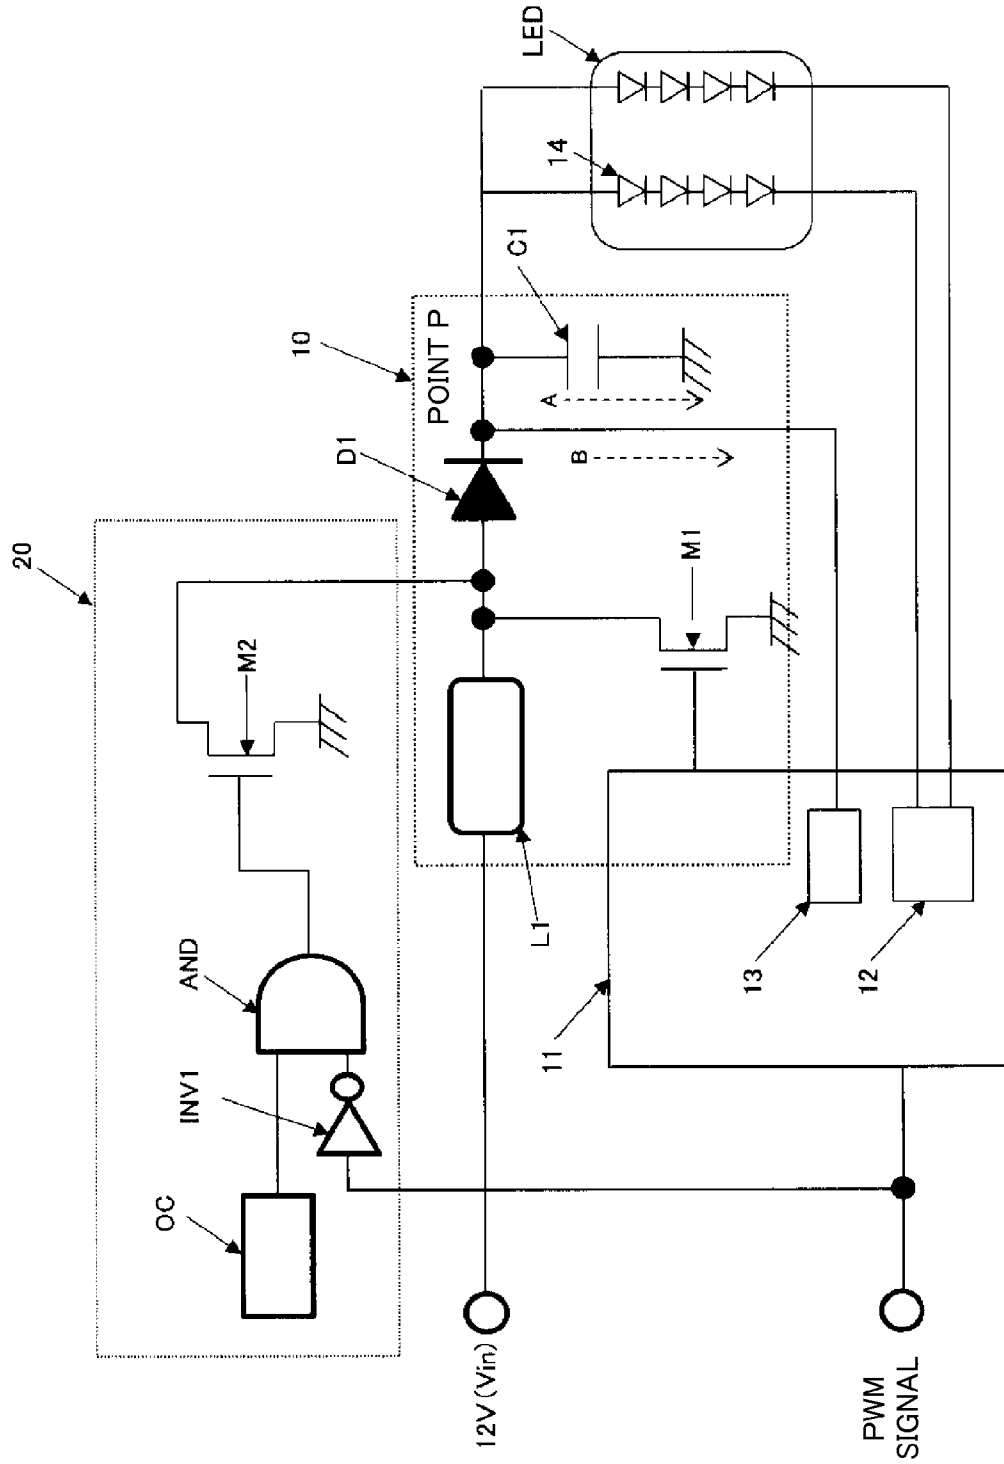 20
OC
INV1
AND
M2
10
12V(Vin)
L1
D1
POINT P
C1
A
B
M1
14
LED
PWM
SIGNAL
11
13
12